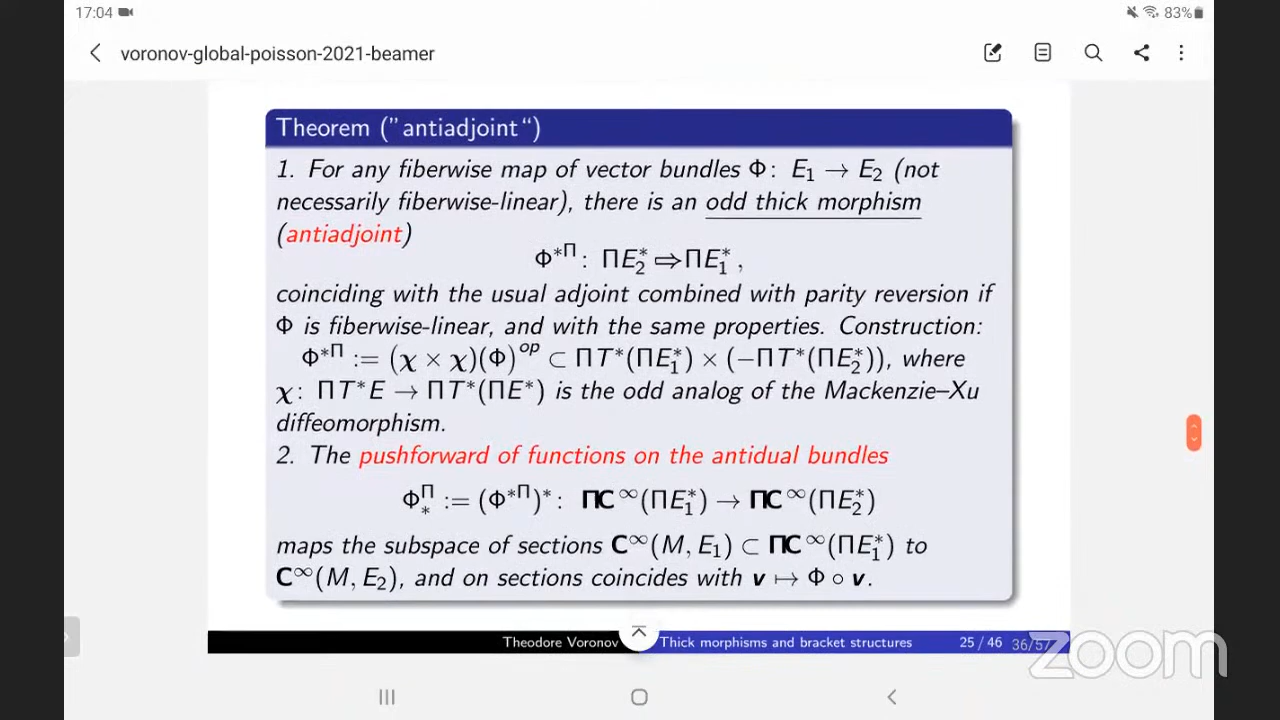 17:04
83%
voronov-global-poisson-2021-beamer
Theorem ("antiadjoint“)
1. For any fiberwise map of vector bundles Φ: E₁ → E₂ (not
necessarily fiberwise-linear), there is an odd thick morphism
(antiadjoint)
Φ*ᴨ: ΠE₂* ⇨ ΠE₁*,
coinciding with the usual adjoint combined with parity reversion if
Φ is fiberwise-linear, and with the same properties. Construction:
Φ*ᴨ := (χ × χ)(Φ)ᵒᵖ ⊂ ΠT*(ΠE₁*) × (−ΠT*(ΠE₂*)), where
χ: ΠT*E → ΠT*(ΠE*) is the odd analog of the Mackenzie–Xu
diffeomorphism.
2. The pushforward of functions on the antidual bundles
Φ*ᴨ := (Φ*ᴨ)*: ΠC∞(ΠE₁*) → ΠC∞(ΠE₂*)
maps the subspace of sections C∞(M, E₁) ⊂ ΠC∞(ΠE₁*) to
C∞(M, E₂), and on sections coincides with v ↦ Φ ∘ v.
Theodore Voronov Thick morphisms and bracket structures 25 / 46 36/57
zoom